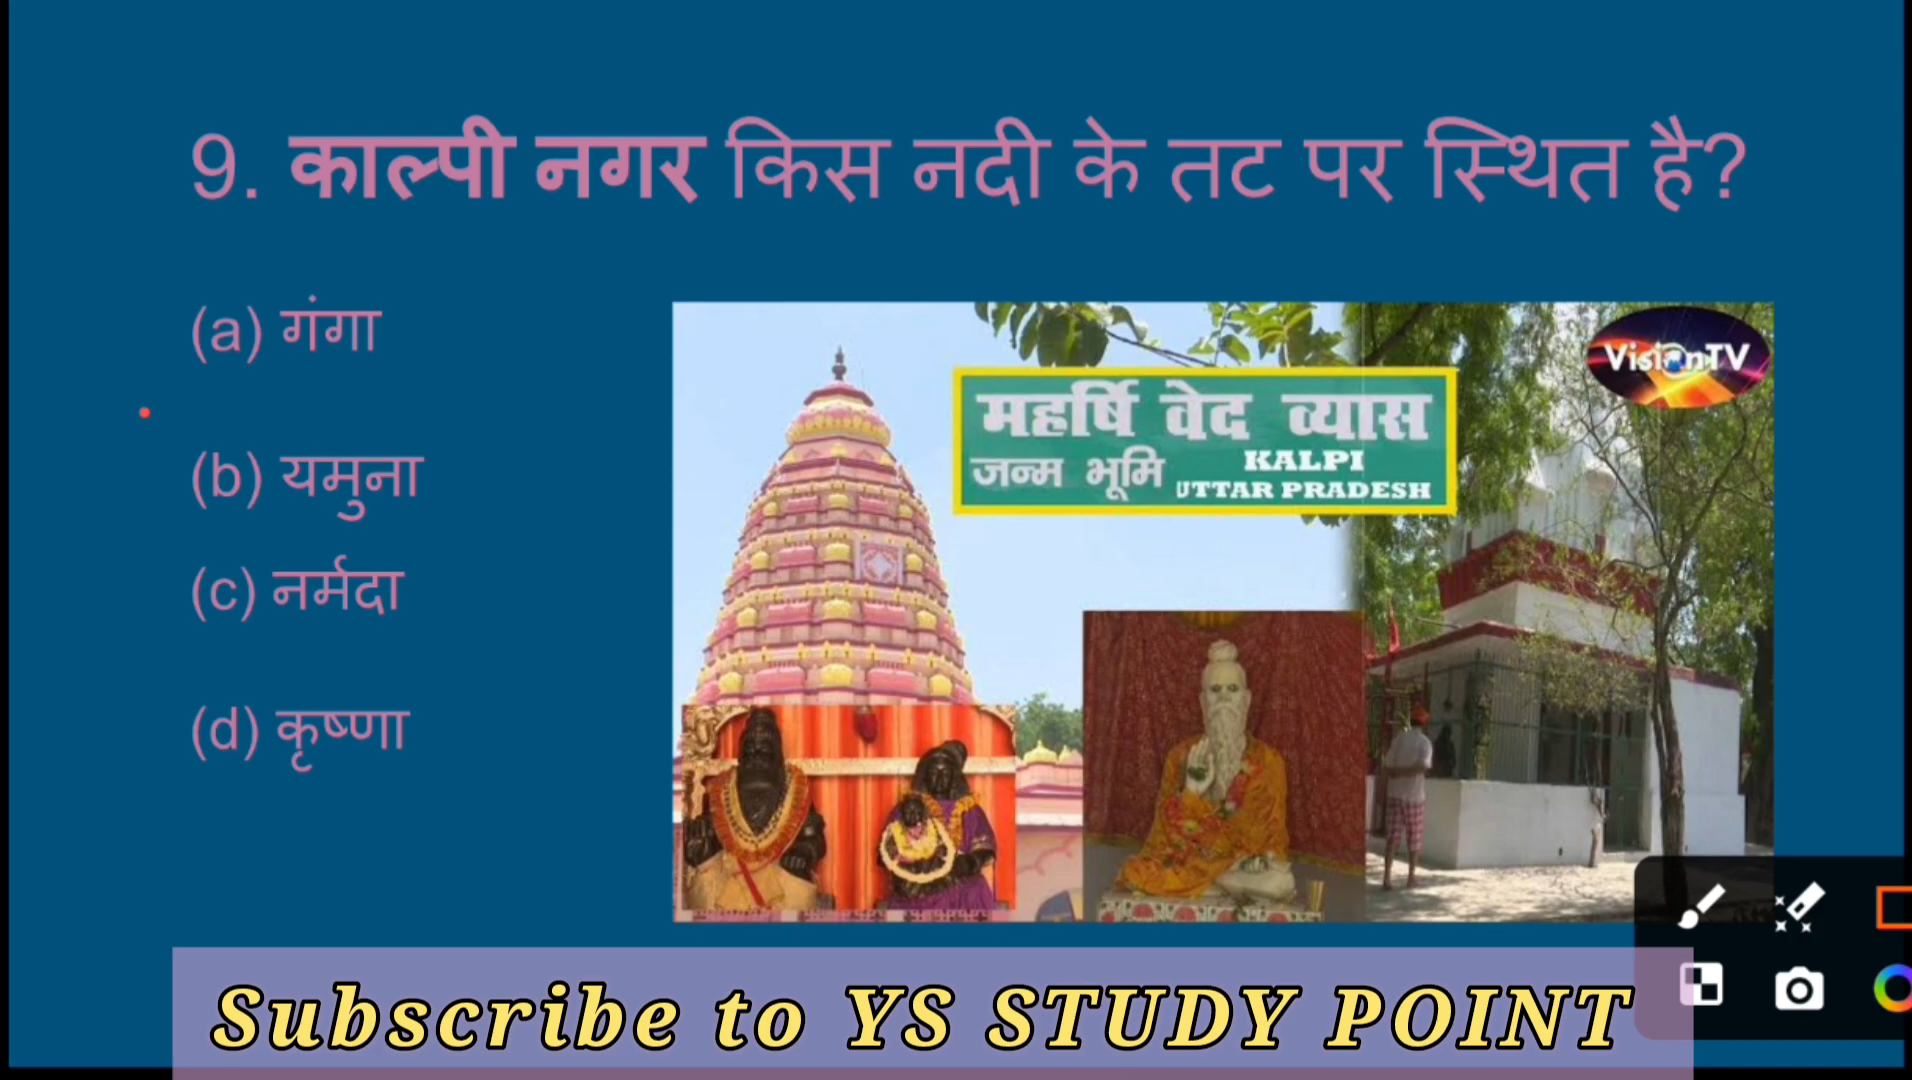 9. काल्पी नगर किस नदी के तट पर स्थित है?
(a) गंगा
(b) यमुना
(c) नर्मदा
(d) कृष्णा
VisionTV
महर्षि वेद व्यास
जन्म भूमि KALPI
UTTAR PRADESH
Subscribe to YS STUDY POINT